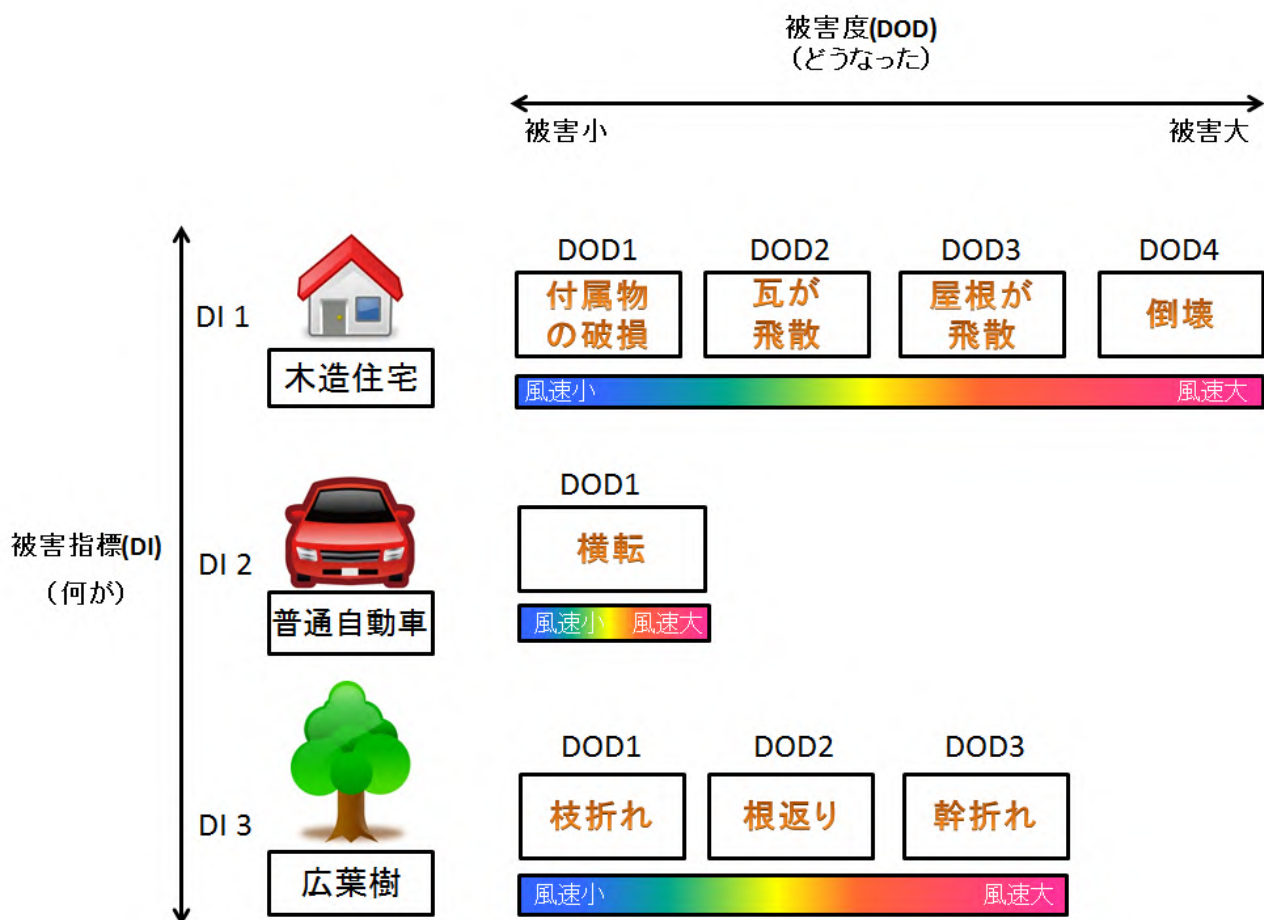 被害度(DOD)
（どうなった）
被害小
被害大
DOD1
DOD2
DOD3
DOD4
付属物
の破損
瓦が
飛散
屋根が
飛散
倒壊
DI 1
木造住宅
風速小
風速大
DOD1
横転
被害指標(DI)
（何が）
DI 2
普通自動車
風速小
風速大
DOD1
DOD2
DOD3
枝折れ
根返り
幹折れ
DI 3
広葉樹
風速小
風速大